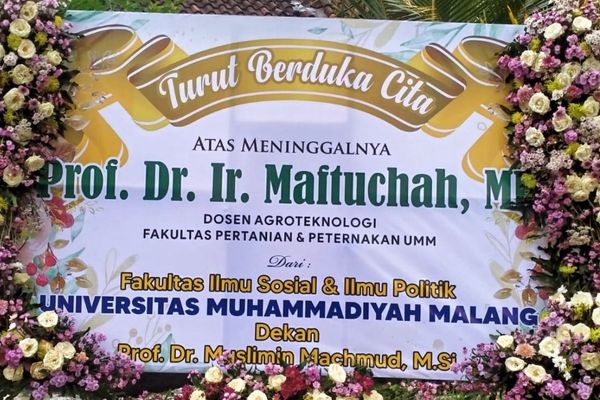 Turut Berduka Cita
ATAS MENINGGALNYA
Prof. Dr. Ir. Maftuchah,
DOSEN AGROTEKNOLOGI
FAKULTAS PERTANIAN & PETERNAKAN UMM
Dari :
Fakultas Ilmu Sosial & Ilmu Politik
UNIVERSITAS MUHAMMADIYAH MALANG
Dekan
Prof. Dr. Muslimin Machmud, M.Si